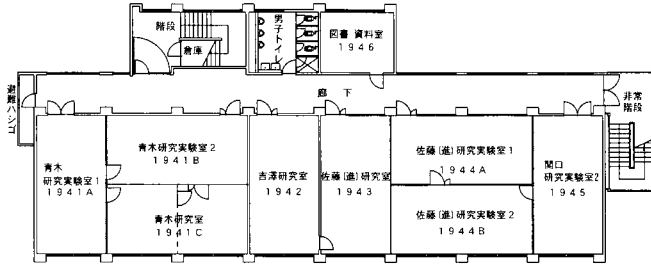 階段
倉庫
男子トイレ
図書 資料室
1946
避難ハシゴ
廊下
非常
階段
青木
研究実験室1
1941A
青木研究実験室2
1941B
青木研究室
1941C
吉澤研究室
1942
佐藤(進)研究室
1943
佐藤(進)研究実験室1
1944A
佐藤(進)研究実験室2
1944B
関口
研究実験室2
1945